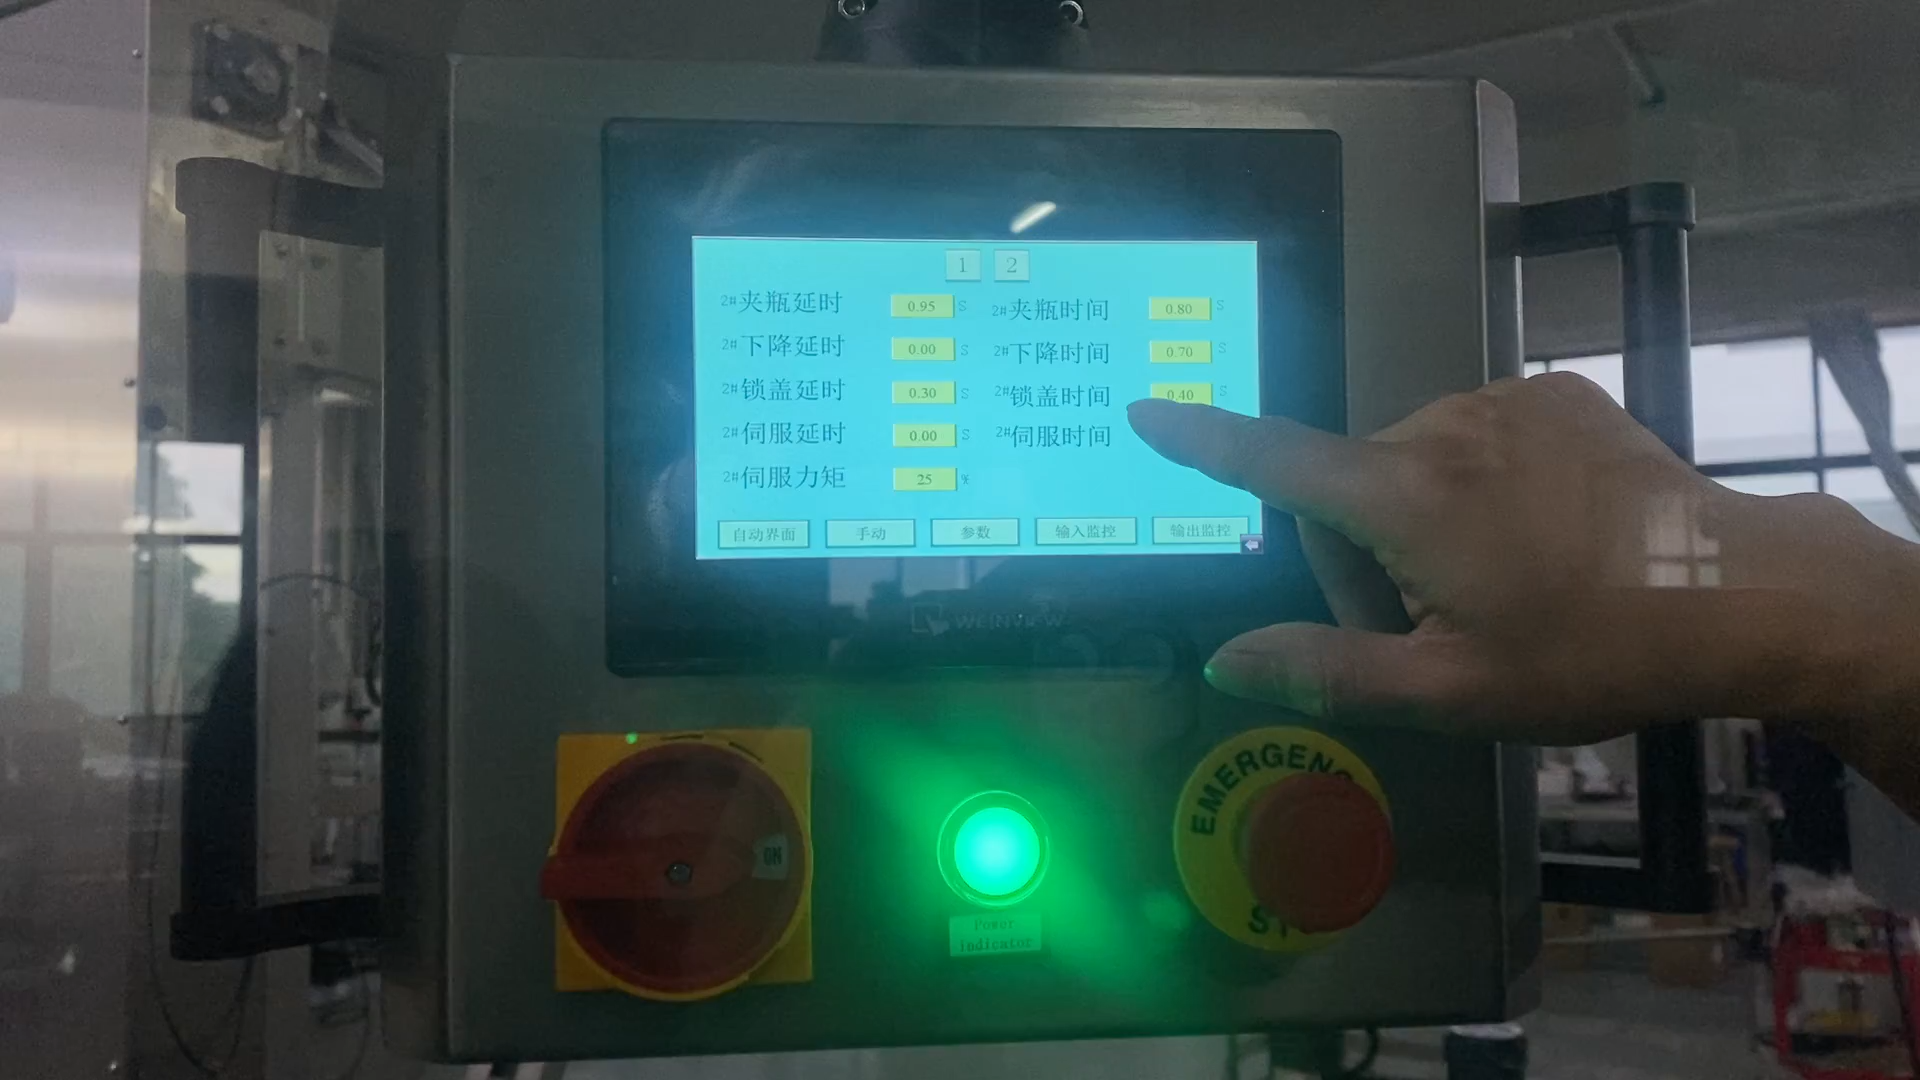 1 2
2#夹瓶延时 0.95 S 2#夹瓶时间 0.80 S
2#下降延时 0.00 S 2#下降时间 0.70 S
2#锁盖延时 0.30 S 2#锁盖时间 0.40 S
2#伺服延时 0.00 S 2#伺服时间
2#伺服力矩 25 %
自动界面 手动 参数 输入监控 输出监控
WEINVIEW
ON
Power
indicator
EMERGENC
ST